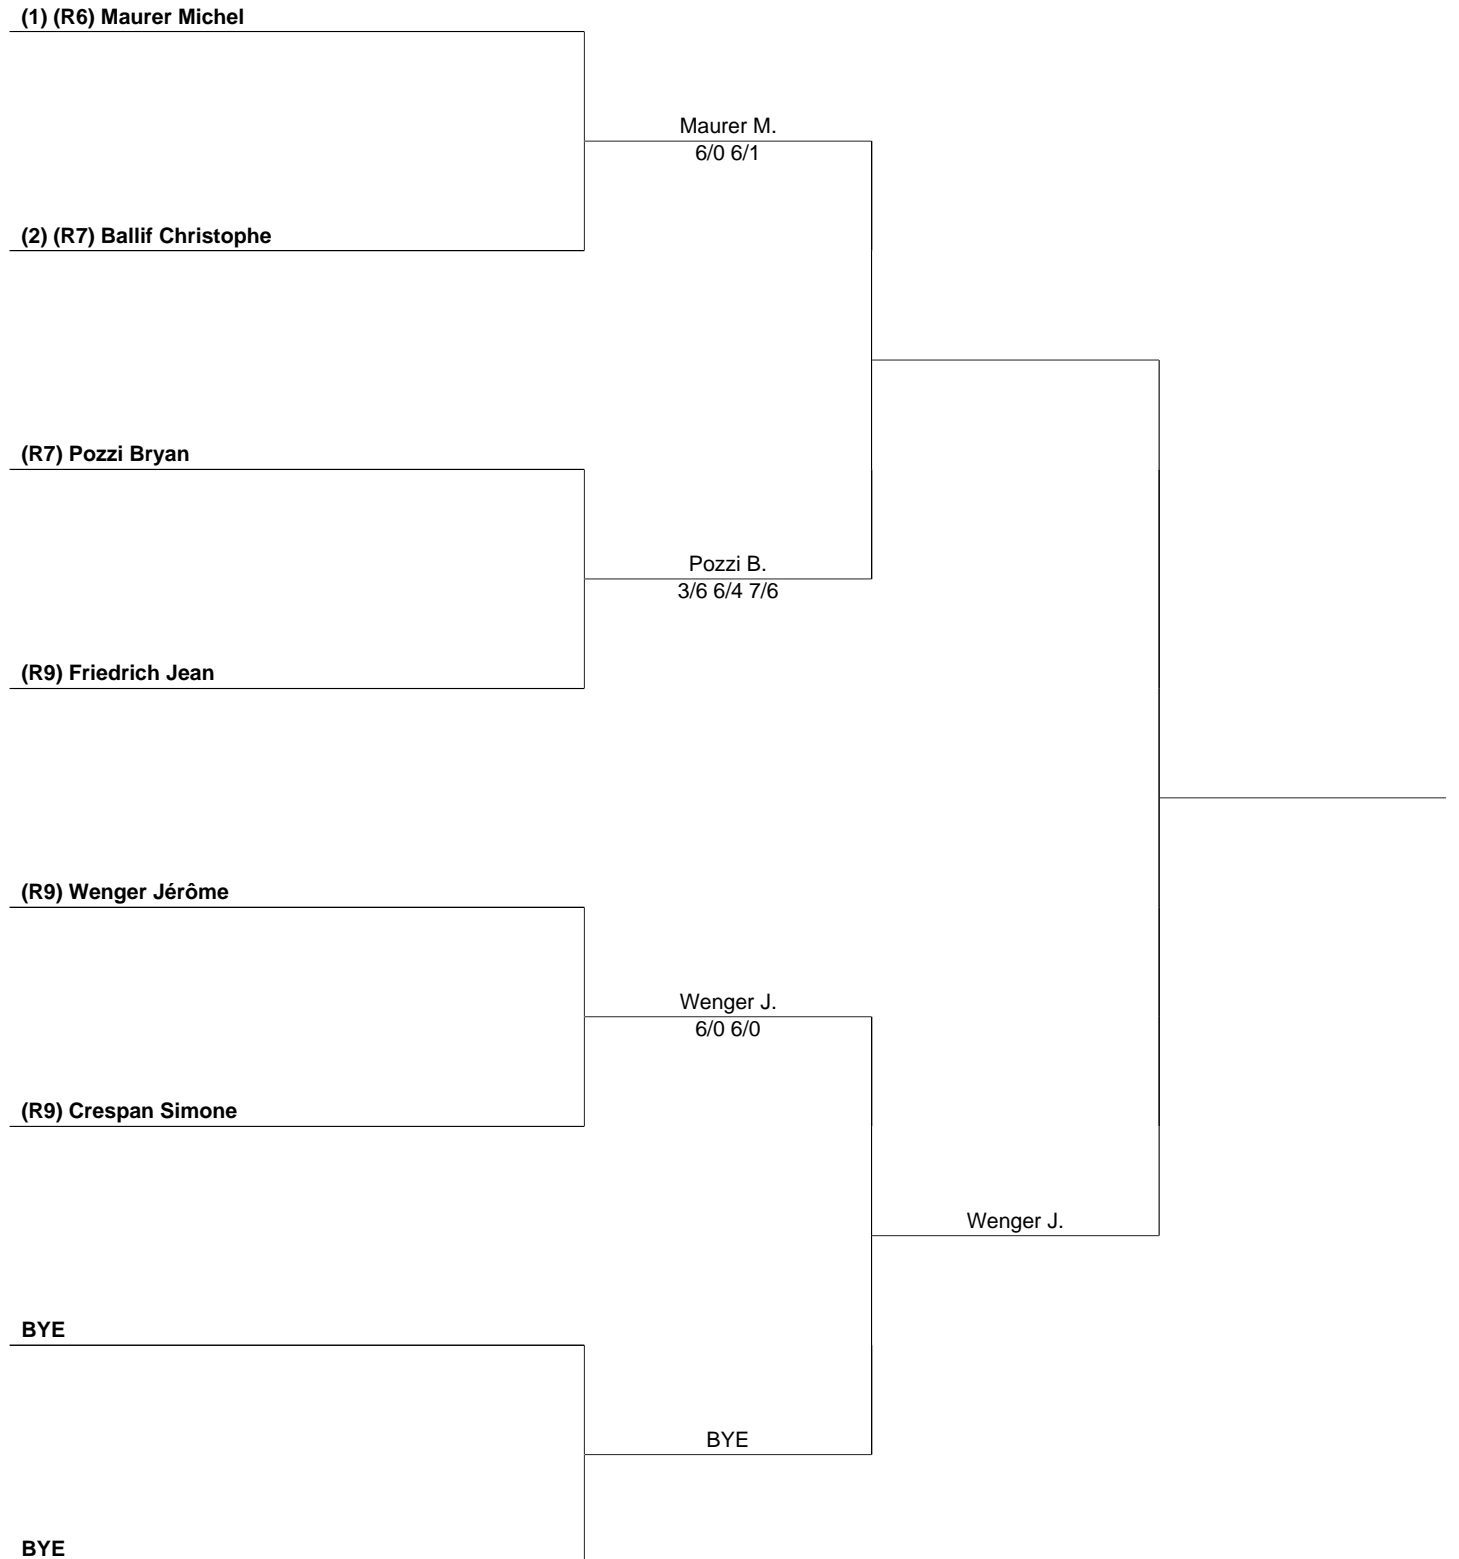 (1) (R6) Maurer Michel
Maurer M.
6/0 6/1
(2) (R7) Ballif Christophe
(R7) Pozzi Bryan
Pozzi B.
3/6 6/4 7/6
(R9) Friedrich Jean
(R9) Wenger Jérôme
Wenger J.
6/0 6/0
(R9) Crespan Simone
Wenger J.
BYE
BYE
BYE